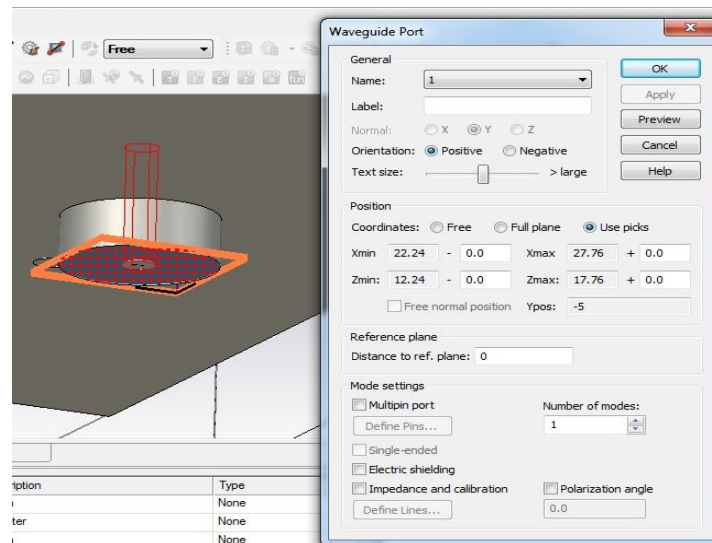 Free
Waveguide Port
General
Name: 1
Label:
Normal: X Y Z
Orientation: Positive Negative
Text size: > large
OK
Apply
Preview
Cancel
Help
Position
Coordinates: Free Full plane Use picks
Xmin 22.24 - 0.0 Xmax 27.76 + 0.0
Zmin: 12.24 - 0.0 Zmax: 17.76 + 0.0
Free normal position Ypos: -5
Reference plane
Distance to ref. plane: 0
Mode settings
Multipin port Number of modes:
Define Pins... 1
Single-ended
Electric shielding
Impedance and calibration Polarization angle
Define Lines... 0.0
Type
None
None
None